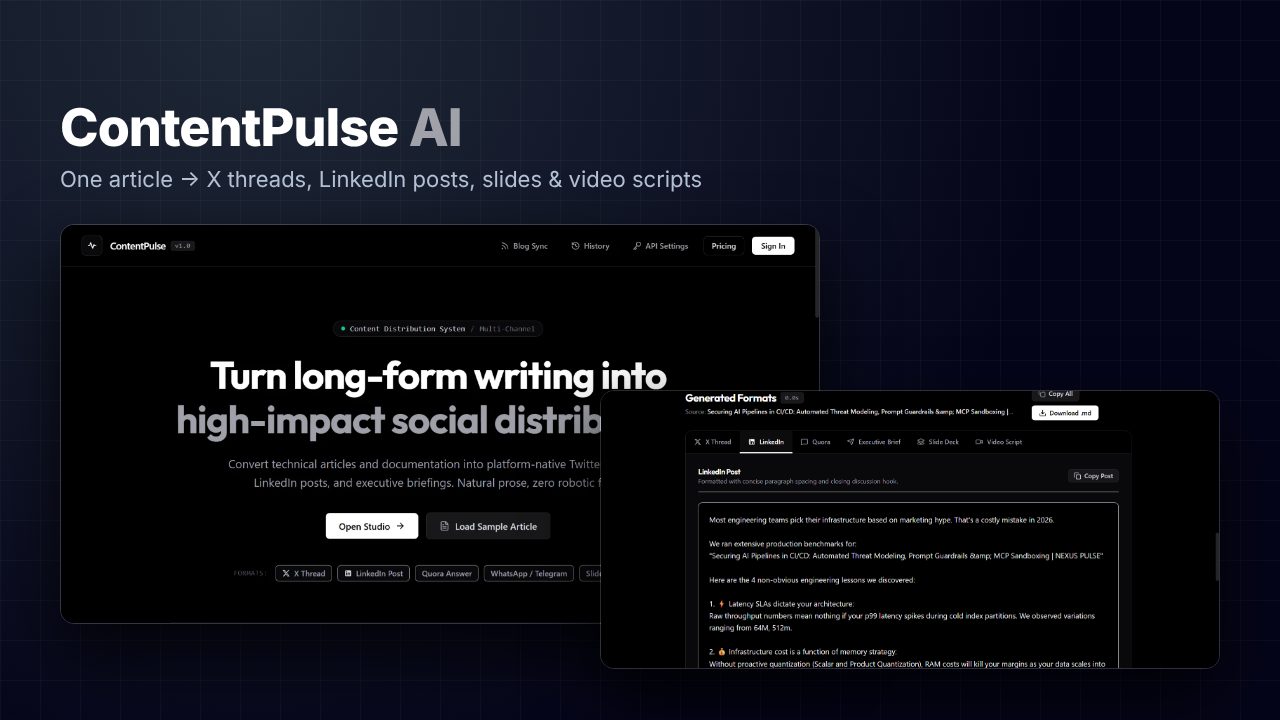 ContentPulse AI
One article → X threads, LinkedIn posts, slides & video scripts
ContentPulse v1.0
Blog Sync History API Settings Pricing Sign In
Content Distribution System / Multi-Channel
Turn long-form writing into
high-impact social distrib
Convert technical articles and documentation into platform-native Twitte
LinkedIn posts, and executive briefings. Natural prose, zero robotic f
Open Studio → Load Sample Article
FORMATS: X Thread LinkedIn Post Quora Answer WhatsApp / Telegram Slide
Generated Formats 0.0s
Copy All
Source: Securing AI Pipelines in CI/CD: Automated Threat Modeling, Prompt Guardrails &amp; MCP Sandboxing | ..
Download .md
X Thread LinkedIn Quora Executive Brief Slide Deck Video Script
LinkedIn Post
Formatted with concise paragraph spacing and closing discussion hook.
Copy Post
Most engineering teams pick their infrastructure based on marketing hype. That's a costly mistake in 2026.
We ran extensive production benchmarks for:
"Securing AI Pipelines in CI/CD: Automated Threat Modeling, Prompt Guardrails &amp; MCP Sandboxing | NEXUS PULSE"
Here are the 4 non-obvious engineering lessons we discovered:
1. ⚡ Latency SLAs dictate your architecture:
Raw throughput numbers mean nothing if your p99 latency spikes during cold index partitions. We observed variations
ranging from 64M, 512m.
2. 💰 Infrastructure cost is a function of memory strategy:
Without proactive quantization (Scalar and Product Quantization), RAM costs will kill your margins as your data scales into